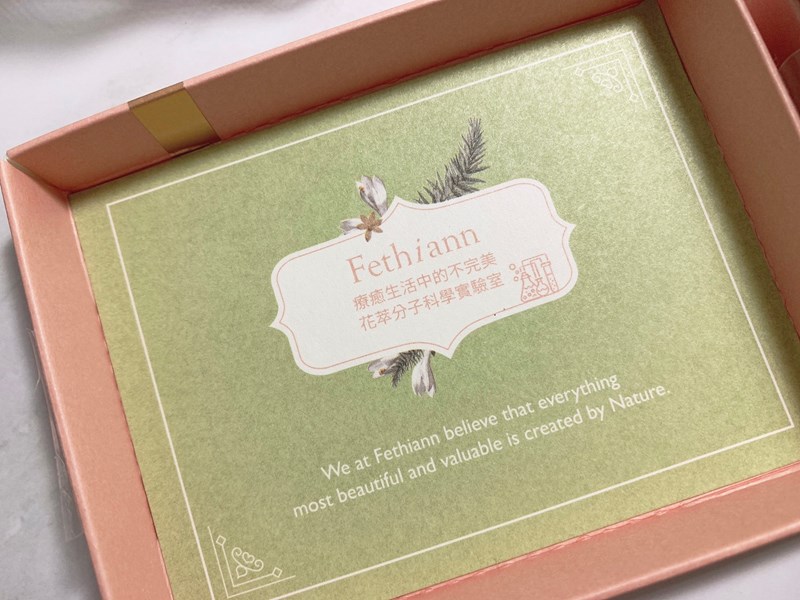 Fethiann
療癒生活中的不完美
花萃分子科學實驗室
We at Fethiann believe that everything
most beautiful and valuable is created by Nature.